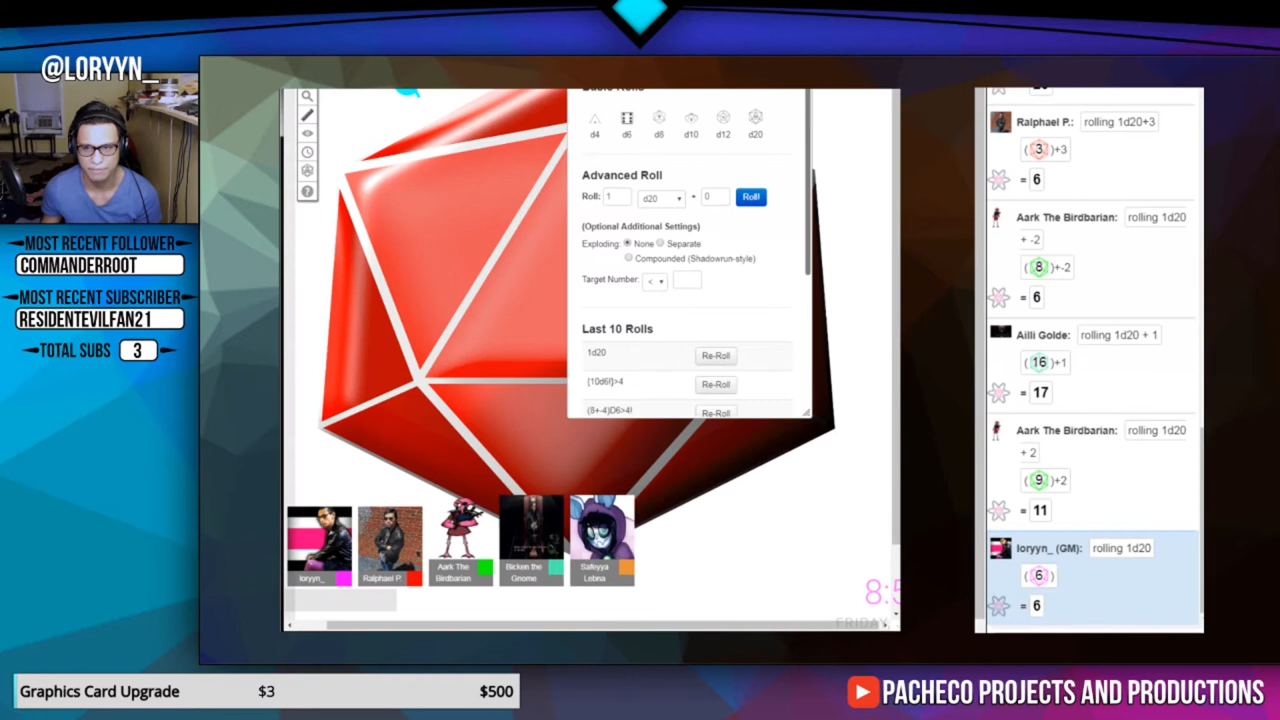 @LORYYN_
MOST RECENT FOLLOWER
COMMANDERROOT
MOST RECENT SUBSCRIBER
RESIDENTEVILFAN21
TOTAL SUBS 3
d4 d6 d8 d10 d12 d20
Advanced Roll
Roll: 1 d20 + 0 Roll!
(Optional Additional Settings)
Exploding: None Separate
Compounded (Shadowrun-style)
Target Number: <
Last 10 Rolls
1d20 Re-Roll
{10d6!}>4 Re-Roll
(8+-4)D6>4! Re-Roll
loryyn_
Ralphael P.
Aark The
Birdbarian
Bicken the
Gnome
Safeyya
Lebna
8:5
FRIDAY,
Ralphael P.: rolling 1d20+3
(3)+3
= 6
Aark The Birdbarian: rolling 1d20
+ -2
(8)+-2
= 6
Ailli Golde: rolling 1d20 + 1
(16)+1
= 17
Aark The Birdbarian: rolling 1d20
+ 2
(9)+2
= 11
loryyn_ (GM): rolling 1d20
(6)
= 6
Graphics Card Upgrade $3 $500
PACHECO PROJECTS AND PRODUCTIONS